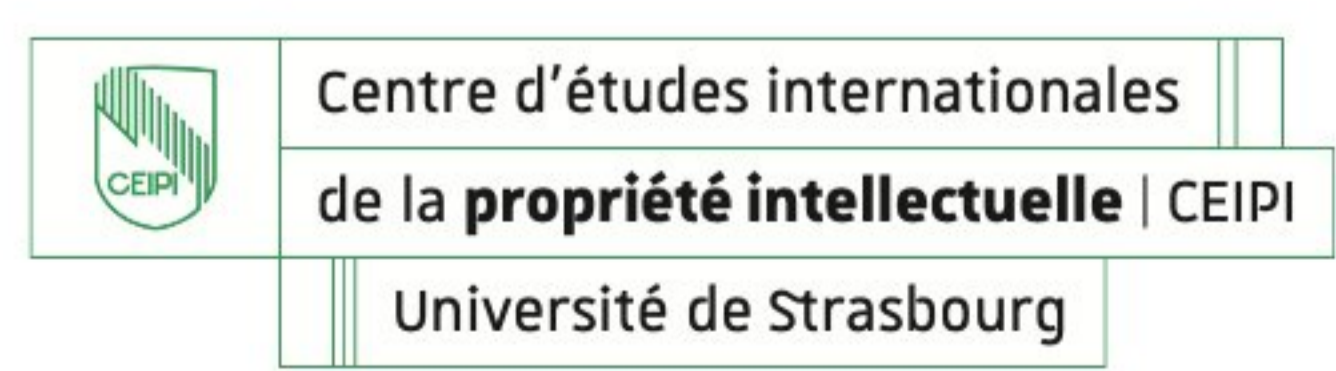 CEIPI
Centre d'études internationales
de la propriété intellectuelle | CEIPI
Université de Strasbourg